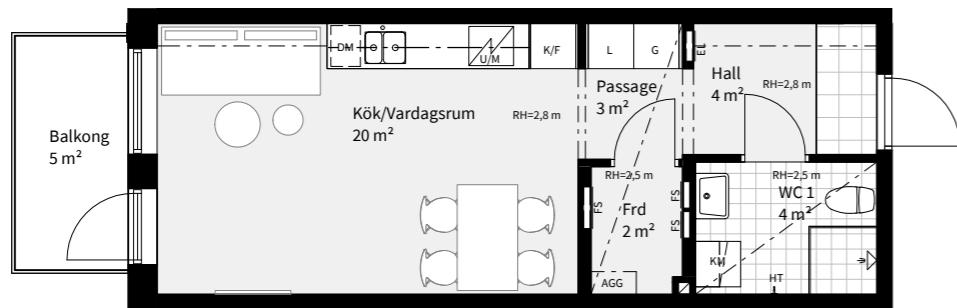 DM
U/M
K/F
L
G
EL
Hall
4 m²
RH=2,8 m
Passage
3 m²
Kök/Vardagsrum
20 m²
RH=2,8 m
Balkong
5 m²
RH=2,5 m
RH=2,5 m
WC 1
4 m²
FS
FS
FS
Frd
2 m²
KM
HT
AGG